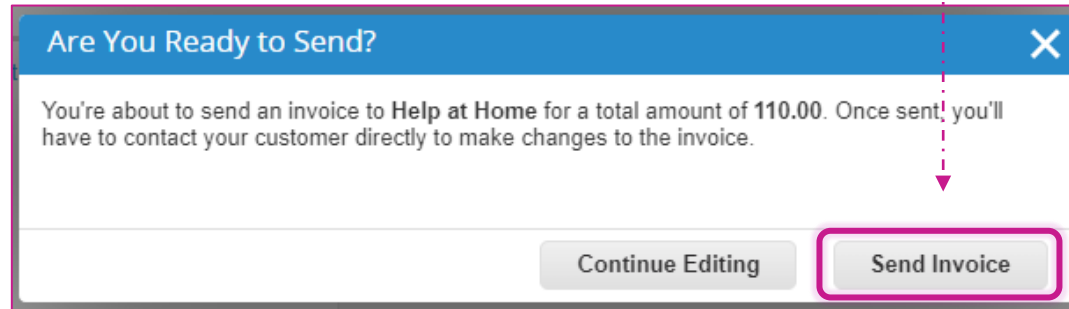 Are You Ready to Send?
You're about to send an invoice to Help at Home for a total amount of 110.00. Once sent, you'll
have to contact your customer directly to make changes to the invoice.
Continue Editing
Send Invoice